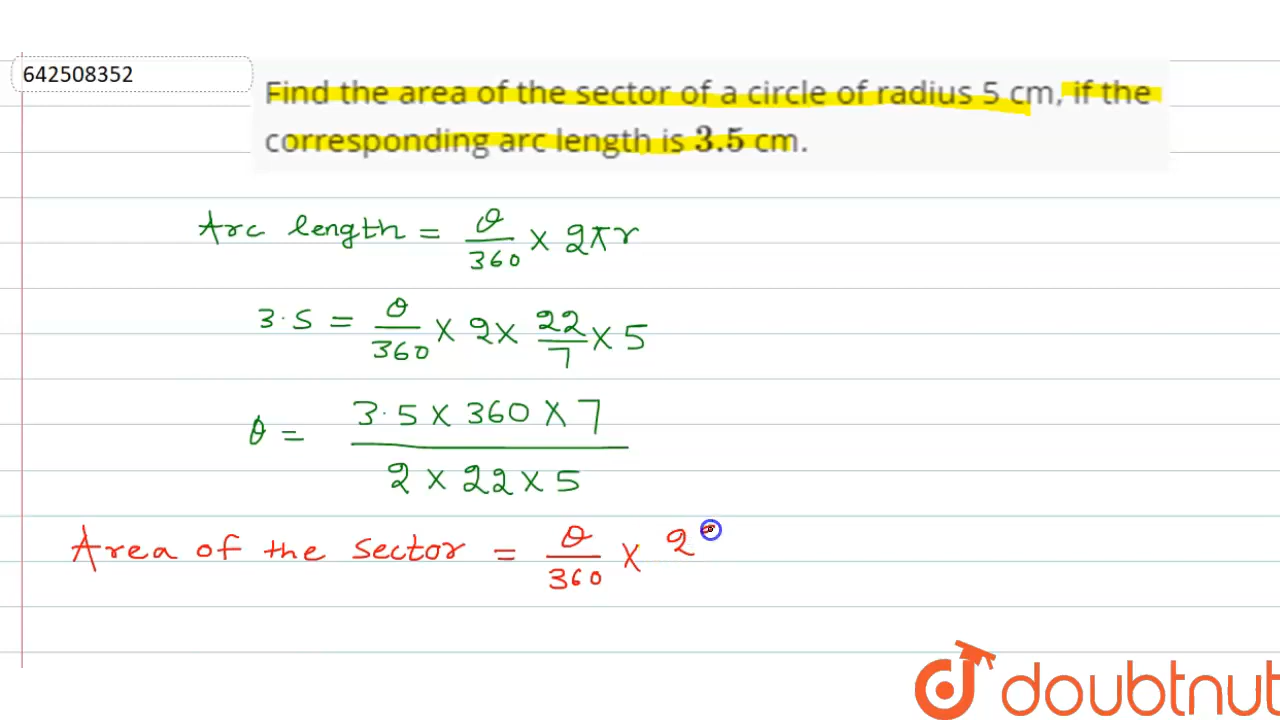 642508352
Find the area of the sector of a circle of radius 5 cm, if the
corresponding arc length is 3.5 cm.
Arc length = θ/360 × 2πr
3.5 = θ/360 × 2 × 22/7 × 5
θ = 3.5 × 360 × 7 / 2 × 22 × 5
Area of the sector = θ/360 × 2
doubtnut